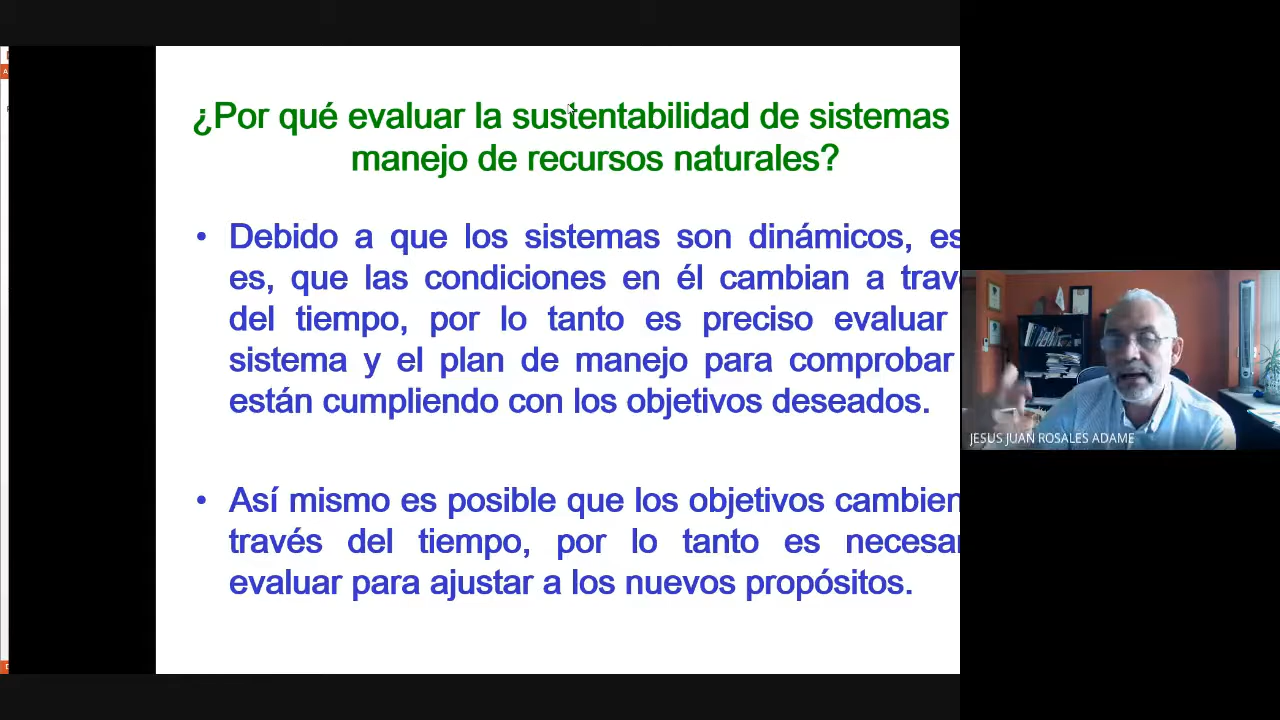 ¿Por qué evaluar la sustentabilidad de sistemas
manejo de recursos naturales?
• Debido a que los sistemas son dinámicos, es
es, que las condiciones en él cambian a trav
del tiempo, por lo tanto es preciso evaluar
sistema y el plan de manejo para comprobar
están cumpliendo con los objetivos deseados.
• Así mismo es posible que los objetivos cambien
través del tiempo, por lo tanto es necesar
evaluar para ajustar a los nuevos propósitos.
JESUS JUAN ROSALES ADAME